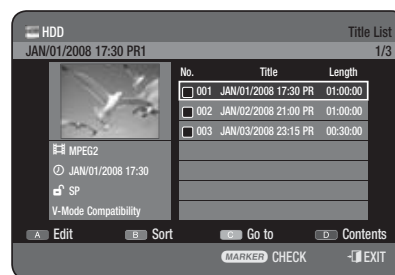 HDD Title List
JAN/01/2008 17:30 PR1 1/3
No. Title Length
001 JAN/01/2008 17:30 PR 01:00:00
002 JAN/02/2008 21:00 PR 01:00:00
003 JAN/03/2008 23:15 PR 00:30:00
MPEG2
JAN/01/2008 17:30
SP
V-Mode Compatibility
A Edit B Sort C Go to D Contents
MARKER CHECK EXIT